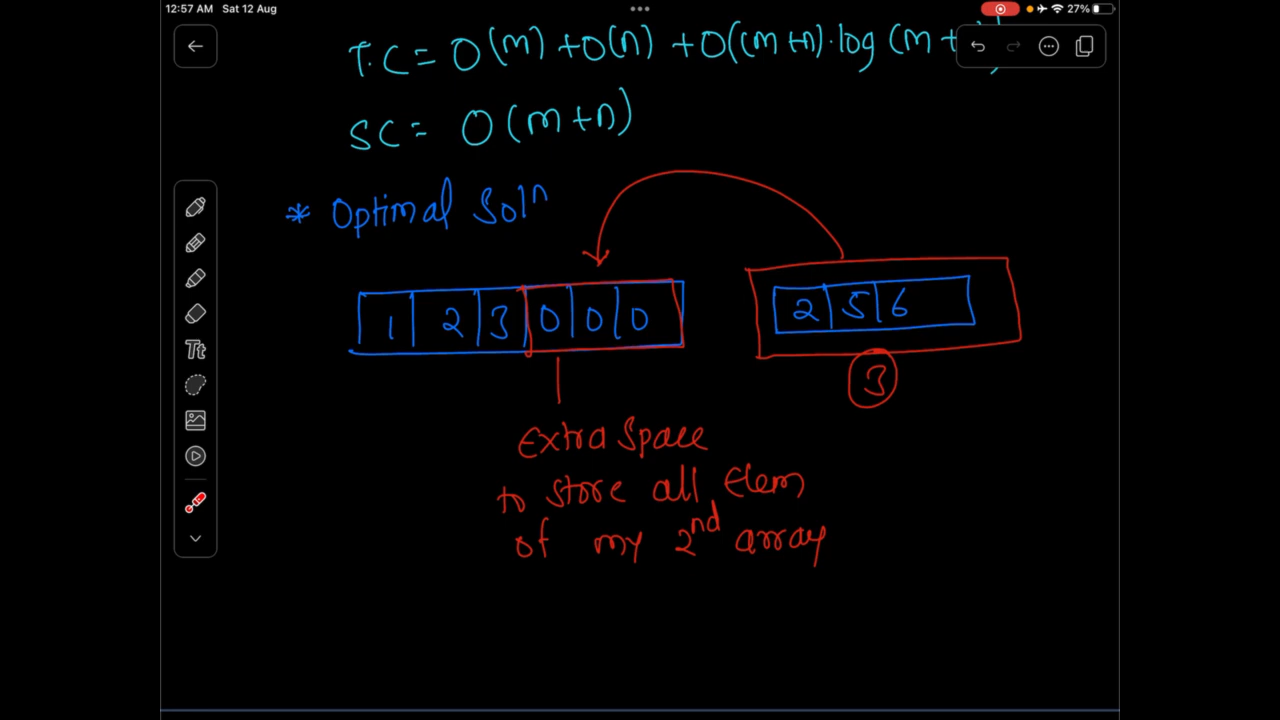 12:57 AM Sat 12 Aug
27%
T.C = O(m) + O(n) + O((m+n)·log(m+
SC = O(m+n)
* Optimal Solⁿ
1 2 3 0 0 0
2 5 6
3
Extra Space
to store all Elem
of my 2nd array
Tt